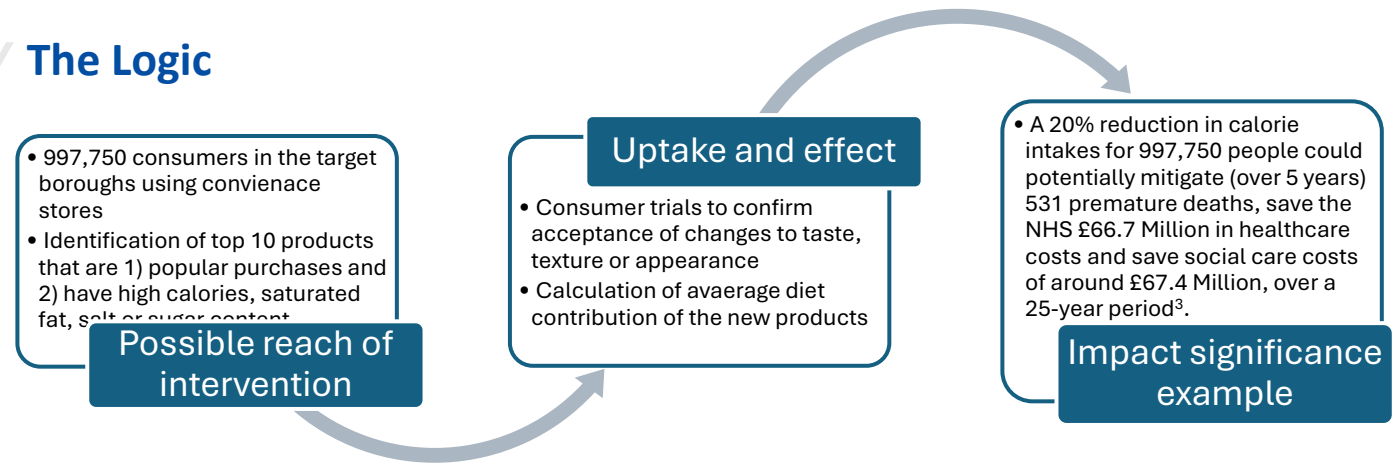 The Logic
• 997,750 consumers in the target
boroughs using convienace
stores
• Identification of top 10 products
that are 1) popular purchases and
2) have high calories, saturated
fat, salt or sugar content
Possible reach of
intervention
Uptake and effect
• Consumer trials to confirm
acceptance of changes to taste,
texture or appearance
• Calculation of avaerage diet
contribution of the new products
• A 20% reduction in calorie
intakes for 997,750 people could
potentially mitigate (over 5 years)
531 premature deaths, save the
NHS £66.7 Million in healthcare
costs and save social care costs
of around £67.4 Million, over a
25-year period³.
Impact significance
example